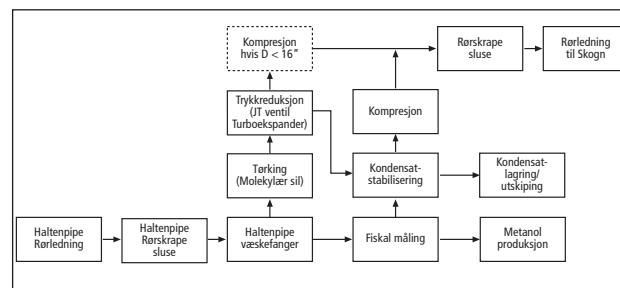 Kompresjon
hvis D < 16"
Rørskrape
sluse
Rørledning
til Skogn
Trykkreduksjon
(JT ventil
Turboekspander)
Kompresjon
Tørking
(Molekylær sil)
Kondensat-
stabilisering
Kondensat-
lagring/
utskiping
Haltenpipe
Rørledning
Haltenpipe
Rørskrape
sluse
Haltenpipe
væskefanger
Fiskal måling
Metanol
produksjon